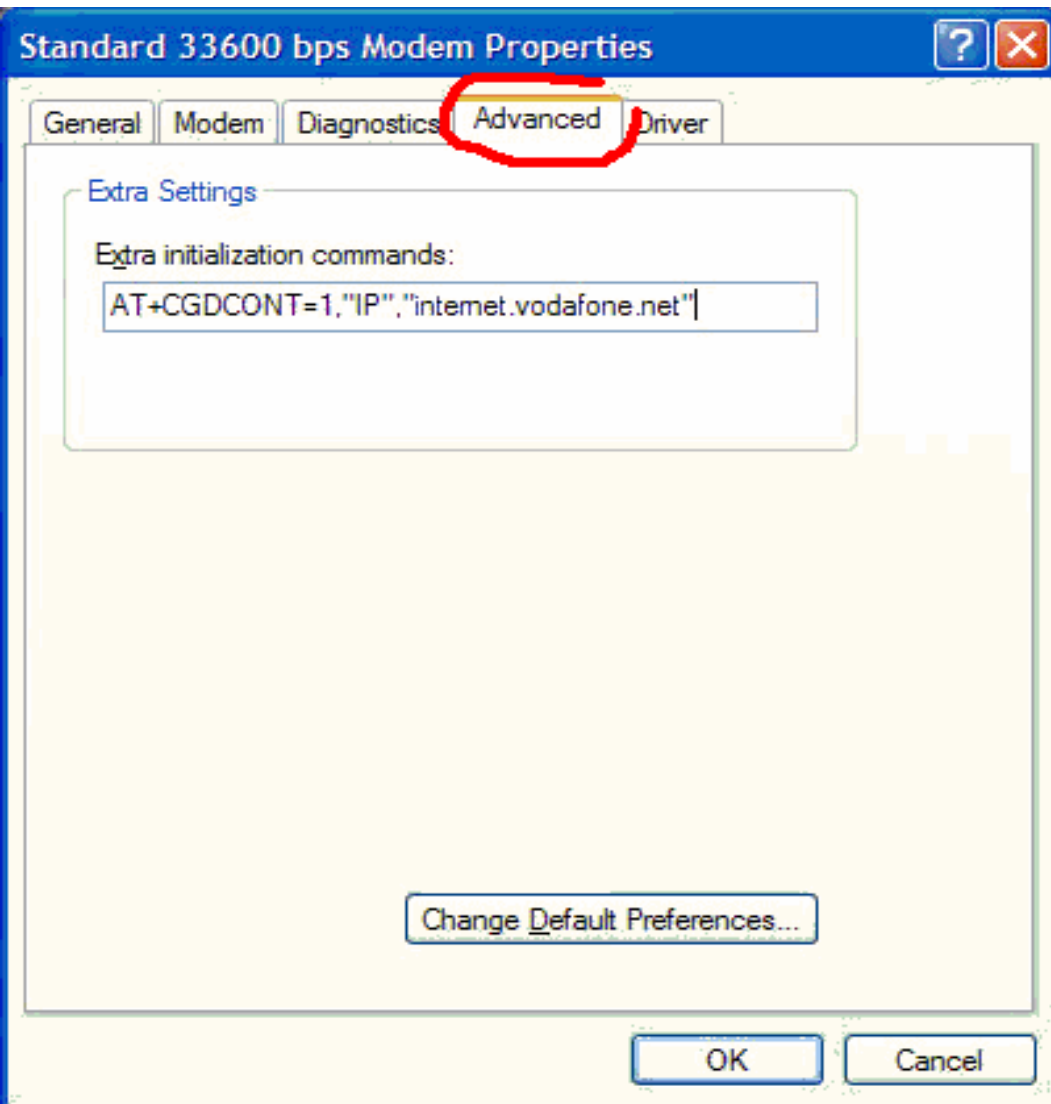 Standard 33600 bps Modem Properties
General Modem Diagnostics Advanced Driver
Extra Settings
Extra initialization commands:
AT+CGDCONT=1,"IP","internet.vodafone.net"
Change Default Preferences...
OK Cancel